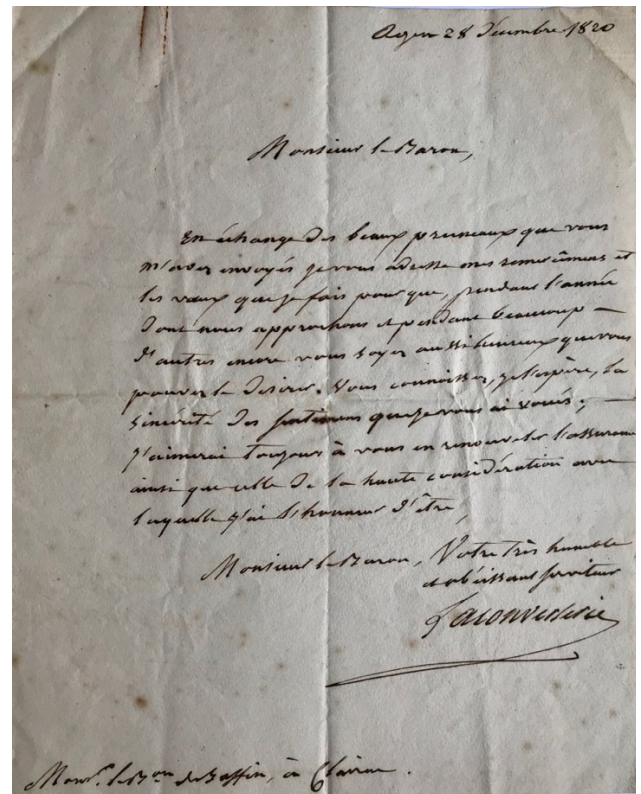 Agen 28 Décembre 1820
Monsieur le Baron,
En échange des beaux pruneaux que vous
m'avez envoyés je vous adresse mes remercîmens et
les vœux que je fais pour que, pendant l'année
dont nous approchons et pendant beaucoup —
d'autres encore vous soyez aussi heureux que vous
pouvez le désirer. Vous connaissez, je l'espère, la
sincérité des sentimens que je vous ai voués; —
j'aimerai toujours à vous en renouveler l'assurance
ainsi que celle de la haute considération avec
laquelle j'ai l'honneur d'être,
Monsieur le Baron, Votre très humble
et obéissant serviteur
Monsr. le Bon de à Clairac.